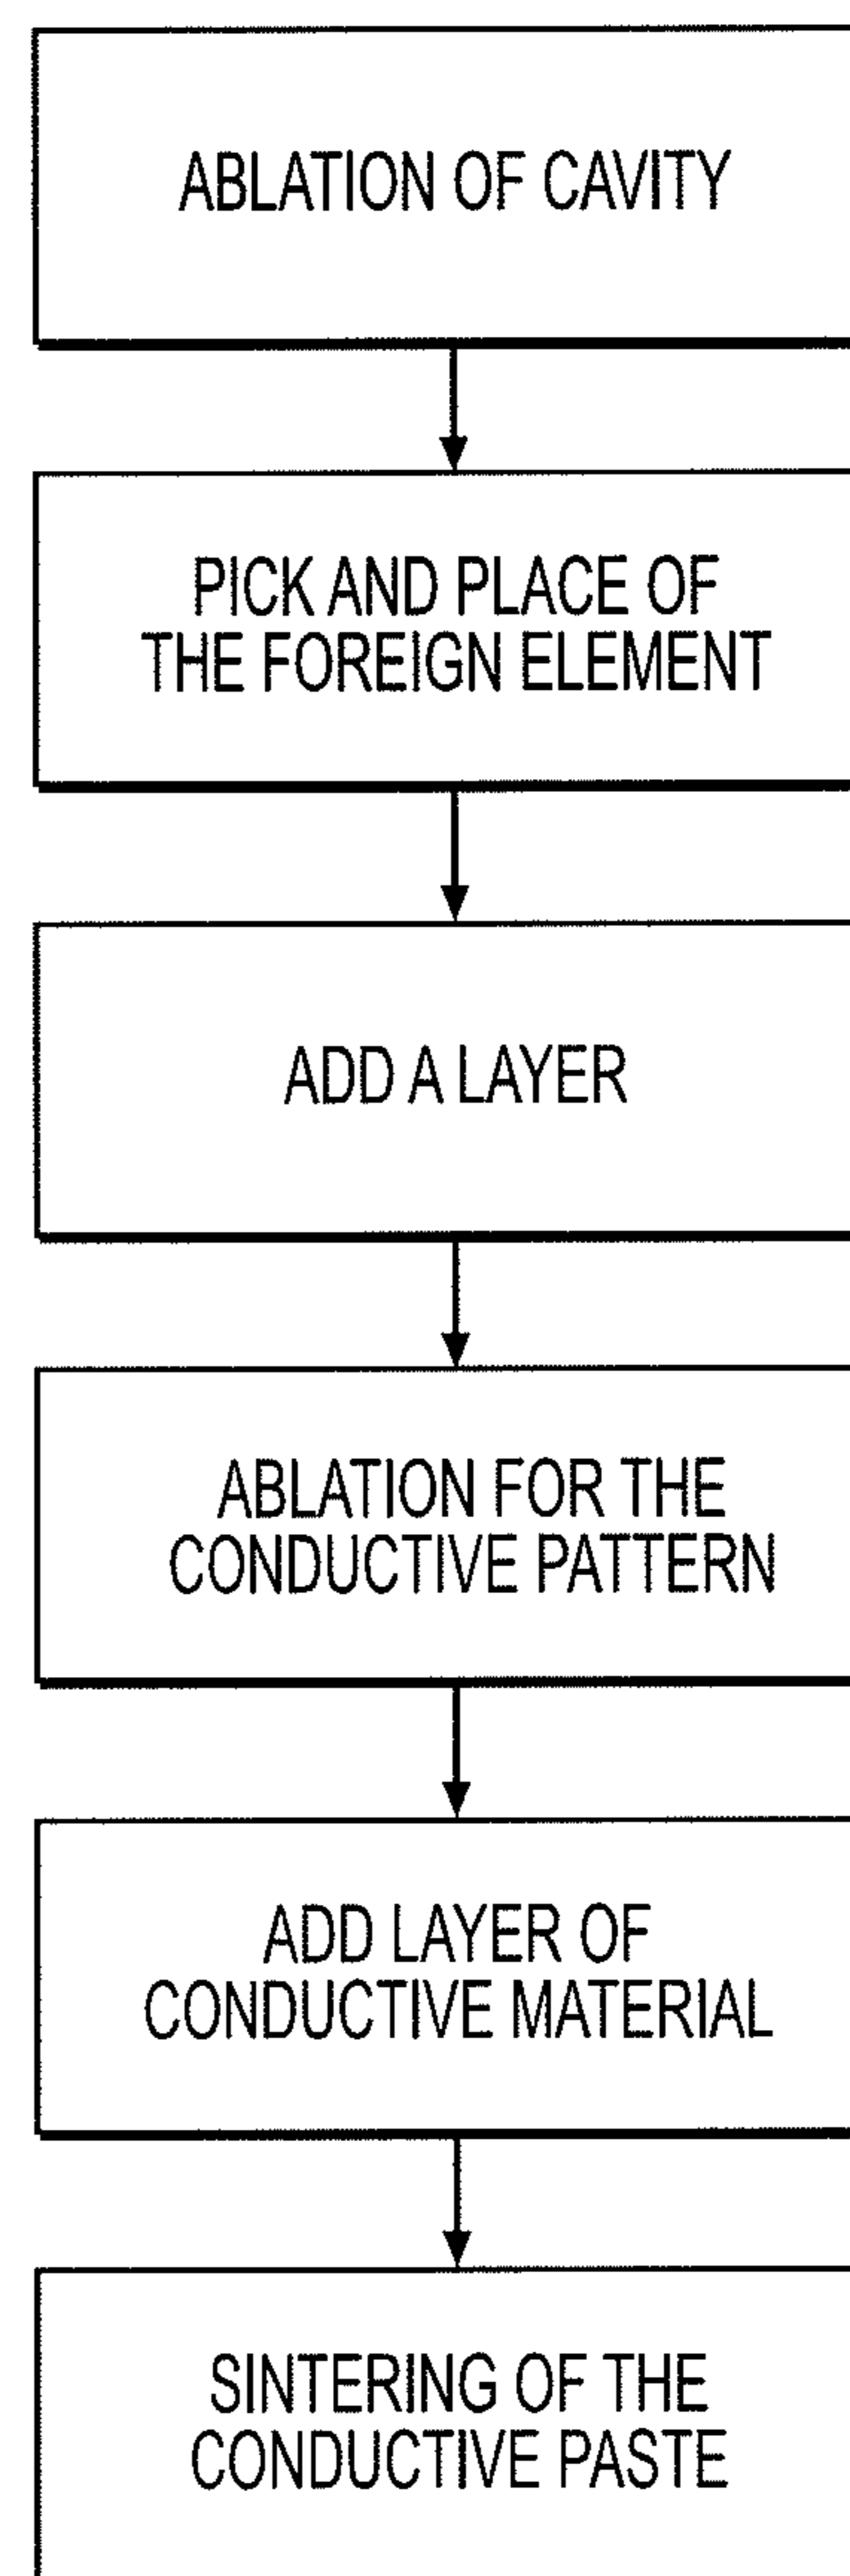 ABLATION OF CAVITY
PICK AND PLACE OF
THE FOREIGN ELEMENT
ADD A LAYER
ABLATION FOR THE
CONDUCTIVE PATTERN
ADD LAYER OF
CONDUCTIVE MATERIAL
SINTERING OF THE
CONDUCTIVE PASTE